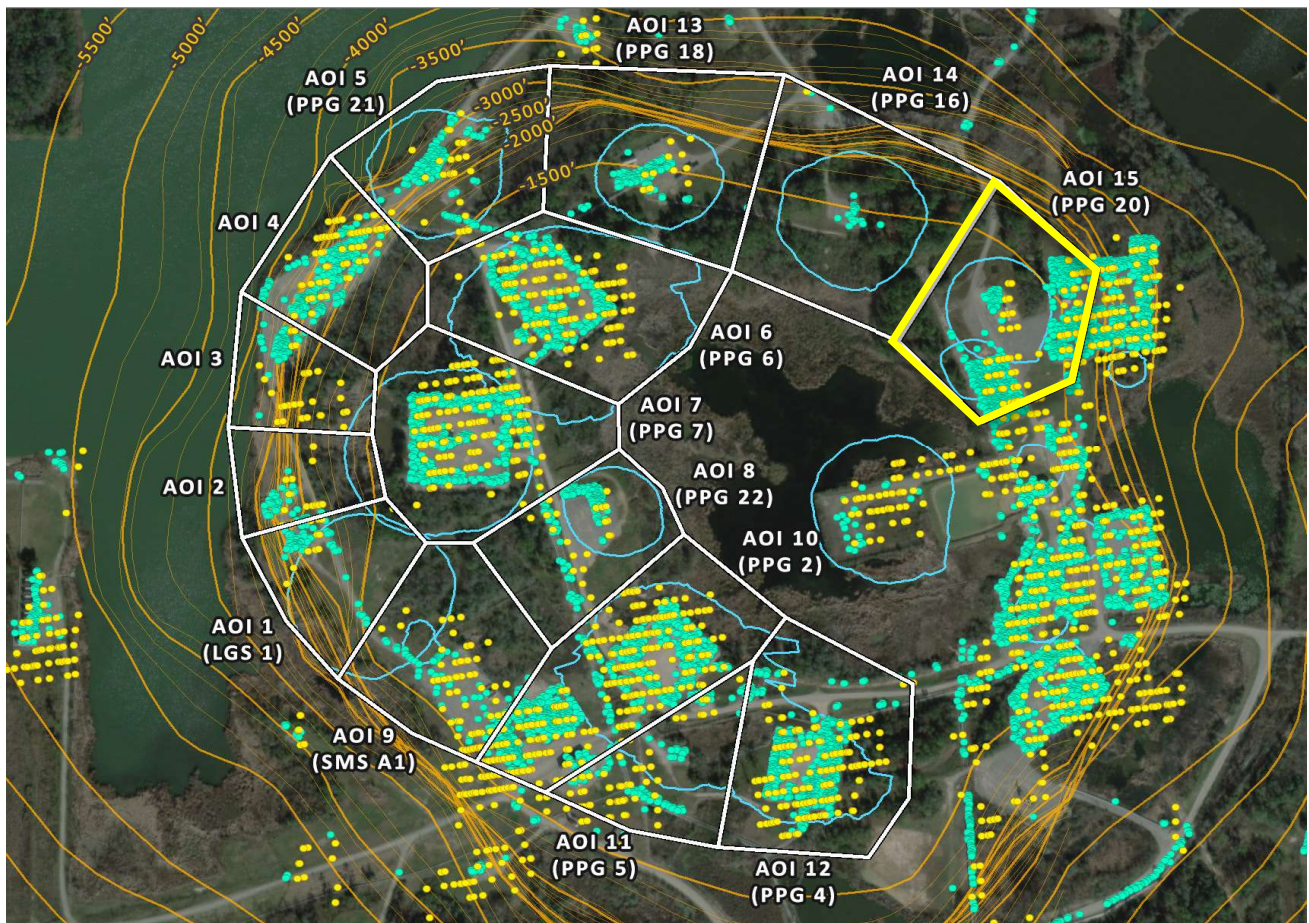 -5500'
-5000'
-4500'
-4000'
-3500'
-3000'
-2500'
-2000'
-1500'
AOI 13
(PPG 18)
AOI 5
(PPG 21)
AOI 14
(PPG 16)
AOI 15
(PPG 20)
AOI 4
AOI 3
AOI 6
(PPG 6)
AOI 7
(PPG 7)
AOI 2
AOI 8
(PPG 22)
AOI 10
(PPG 2)
AOI 1
(LGS 1)
AOI 9
(SMS A1)
AOI 11
(PPG 5)
AOI 12
(PPG 4)